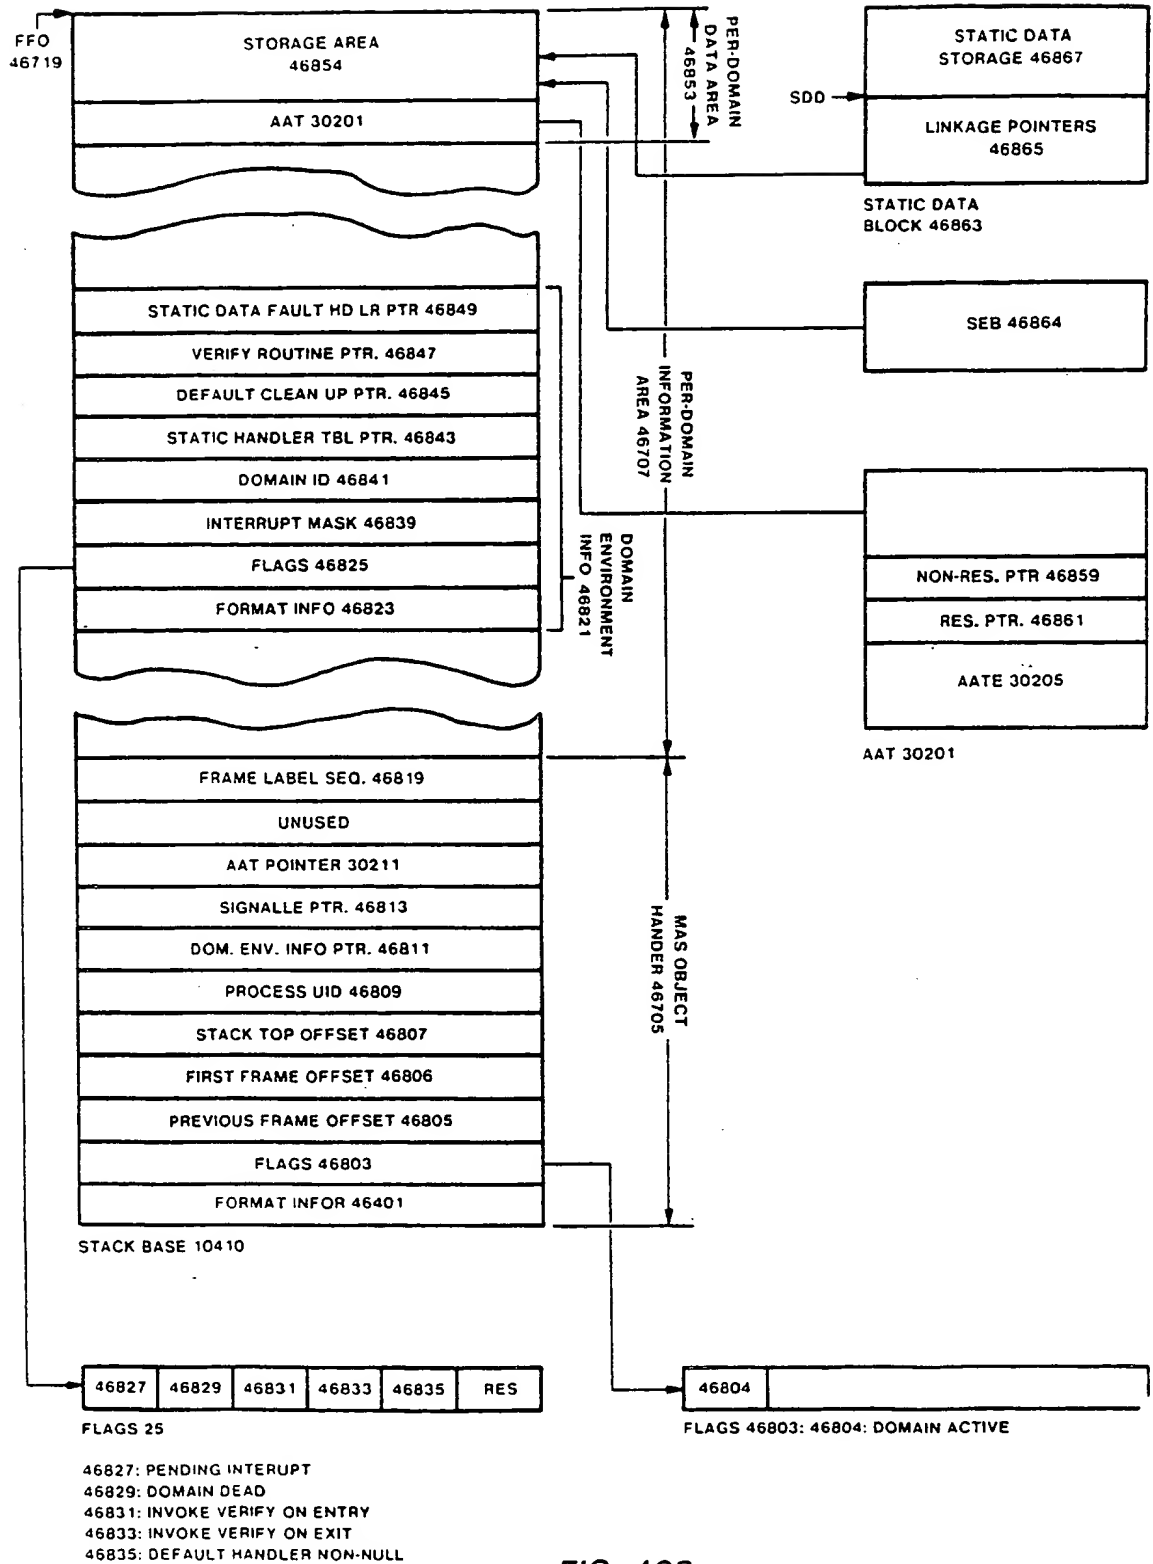 FFO
46719
STORAGE AREA
46854
AAT 30201
PER-DOMAIN
DATA AREA
46853
STATIC DATA
STORAGE 46867
SDD
LINKAGE POINTERS
46865
STATIC DATA
BLOCK 46863
STATIC DATA FAULT HD LR PTR 46849
VERIFY ROUTINE PTR. 46847
DEFAULT CLEAN UP PTR. 46845
STATIC HANDLER TBL PTR. 46843
DOMAIN ID 46841
INTERRUPT MASK 46839
FLAGS 46825
FORMAT INFO 46823
DOMAIN
ENVIRONMENT
INFO 46821
PER-DOMAIN
INFORMATION
AREA 46707
SEB 46864
NON-RES. PTR 46859
RES. PTR. 46861
AATE 30205
AAT 30201
FRAME LABEL SEQ. 46819
UNUSED
AAT POINTER 30211
SIGNALLE PTR. 46813
DOM. ENV. INFO PTR. 46811
PROCESS UID 46809
STACK TOP OFFSET 46807
FIRST FRAME OFFSET 46806
PREVIOUS FRAME OFFSET 46805
FLAGS 46803
FORMAT INFOR 46401
MAS OBJECT
HANDER 46705
STACK BASE 10410
46827 46829 46831 46833 46835 RES
FLAGS 25
46804
FLAGS 46803: 46804: DOMAIN ACTIVE
46827: PENDING INTERUPT
46829: DOMAIN DEAD
46831: INVOKE VERIFY ON ENTRY
46833: INVOKE VERIFY ON EXIT
46835: DEFAULT HANDLER NON-NULL